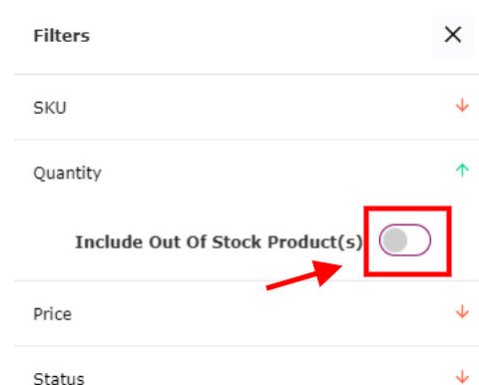 Filters
SKU
Quantity
Include Out Of Stock Product(s)
Price
Status